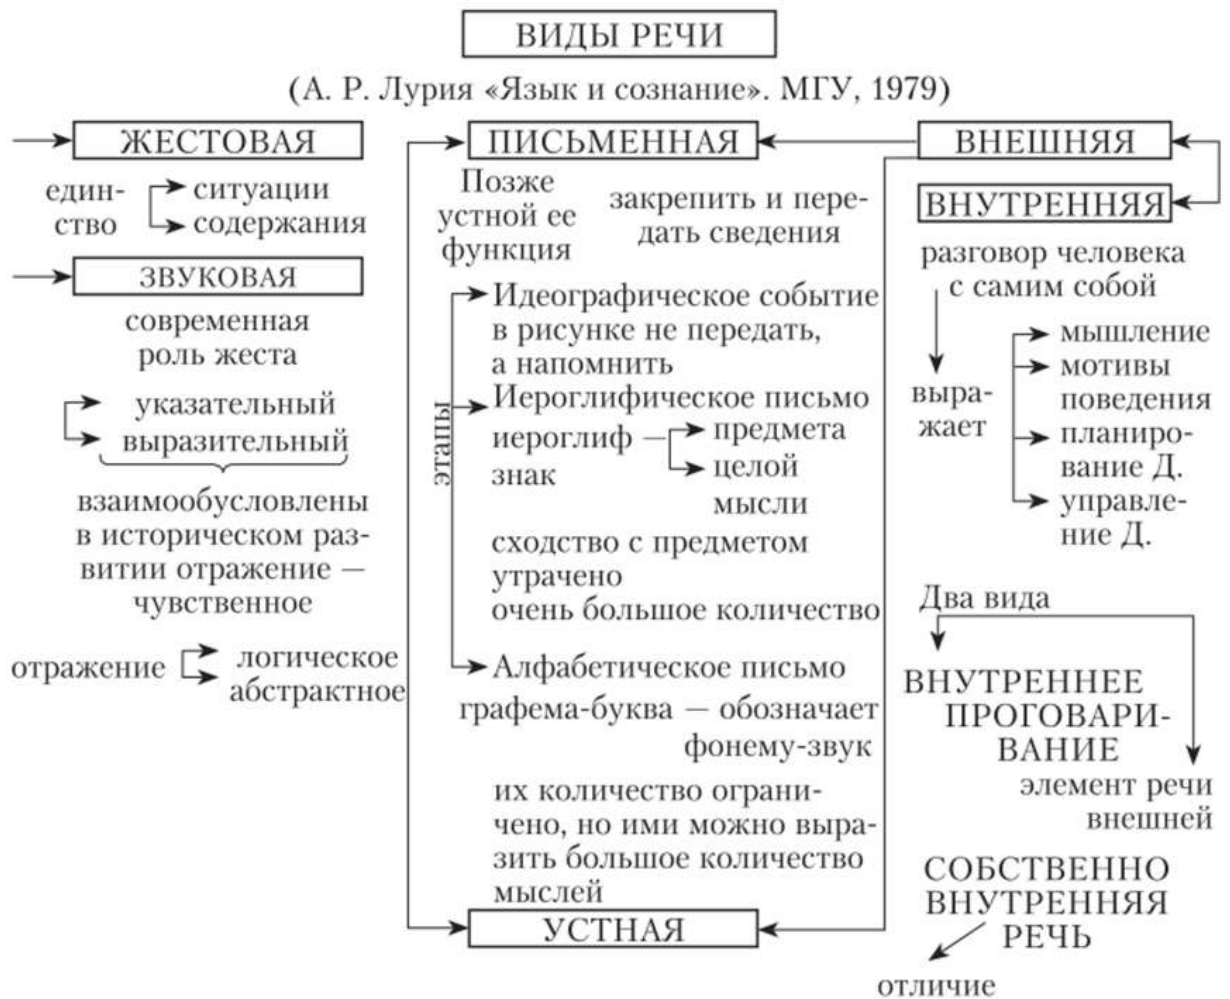 ВИДЫ РЕЧИ
(А. Р. Лурия «Язык и сознание». МГУ, 1979)
ЖЕСТОВАЯ
един-
ство
ситуации
содержания
ЗВУКОВАЯ
современная
роль жеста
указательный
выразительный
взаимообусловлены
в историческом раз-
витии отражение —
чувственное
отражение
логическое
абстрактное
ПИСЬМЕННАЯ
Позже
устной ее
функция
закрепить и пере-
дать сведения
этапы
Идеографическое событие
в рисунке не передать,
а напомнить
Иероглифическое письмо
иероглиф —
знак
предмета
целой
мысли
сходство с предметом
утрачено
очень большое количество
Алфабетическое письмо
графема-буква — обозначает
фонему-звук
их количество ограни-
чено, но ими можно выра-
зить большое количество
мыслей
УСТНАЯ
ВНЕШНЯЯ
ВНУТРЕННЯЯ
разговор человека
с самим собой
выра-
жает
мышление
мотивы
поведения
планиро-
вание Д.
управле-
ние Д.
Два вида
ВНУТРЕННЕЕ
ПРОГОВАРИ-
ВАНИЕ
элемент речи
внешней
СОБСТВЕННО
ВНУТРЕННЯЯ
РЕЧЬ
отличие